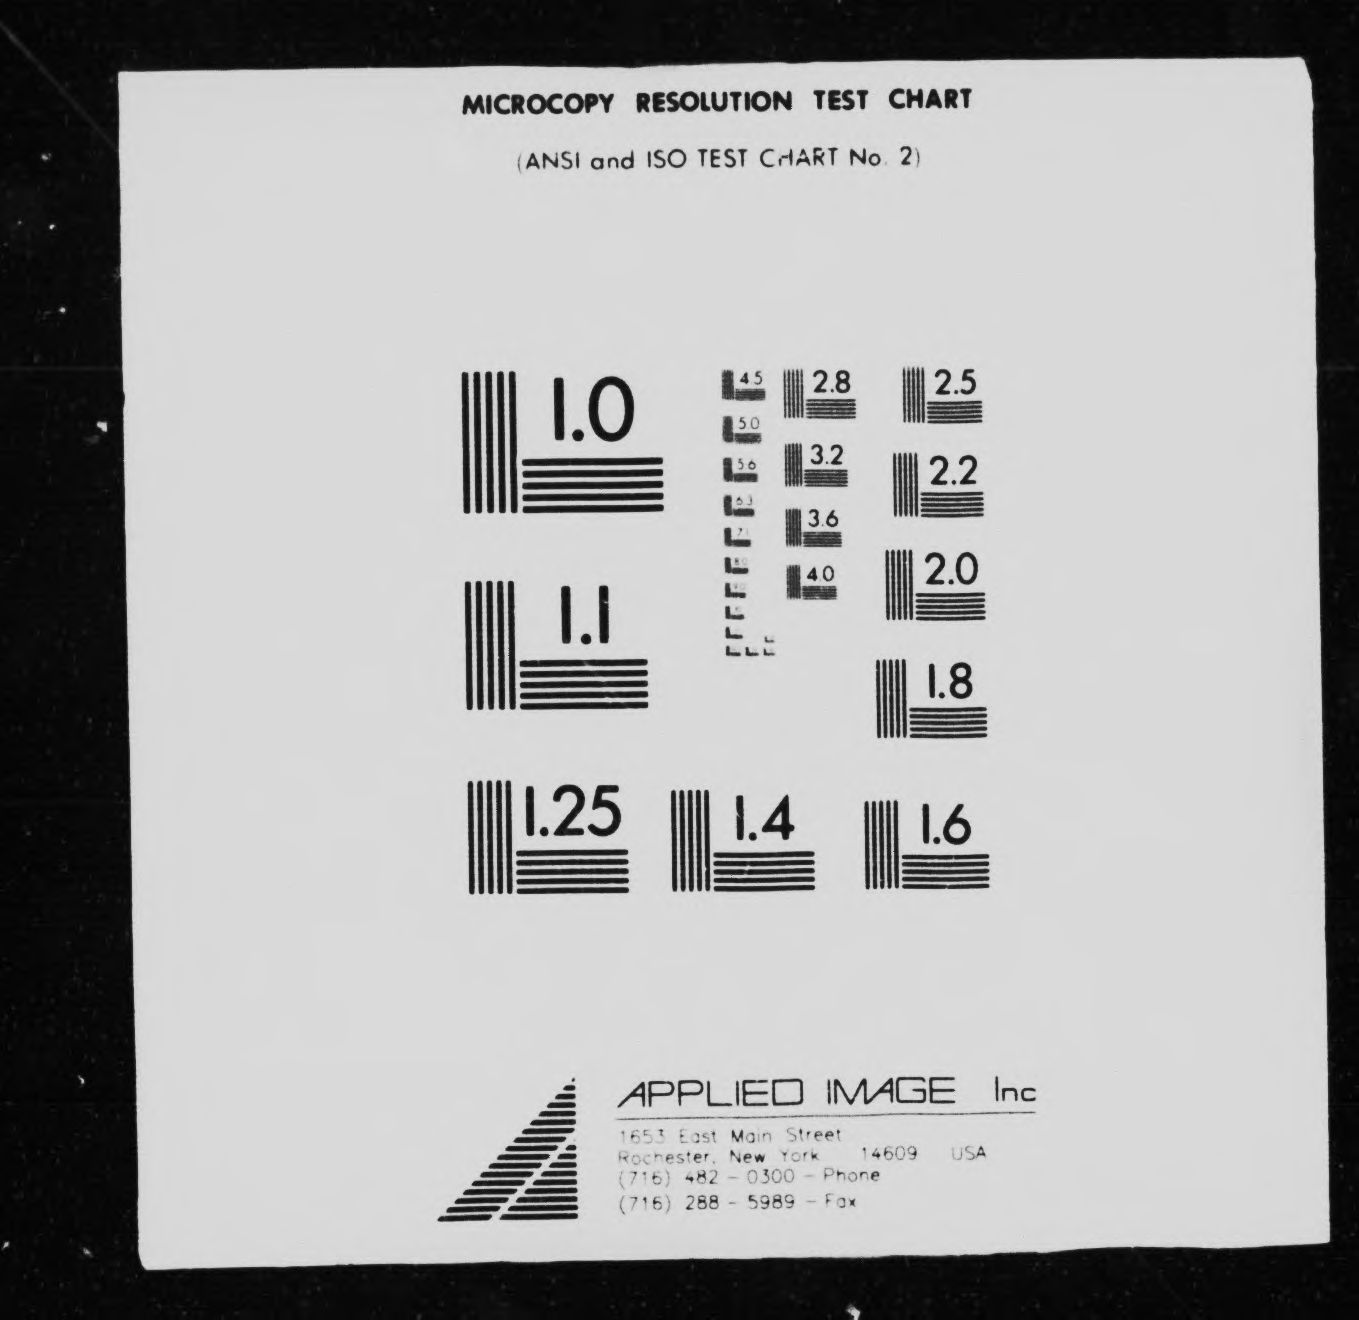 MICROCOPY RESOLUTION TEST CHART
(ANSI and ISO TEST CHART No. 2)
1.0
4.5
2.8
2.5
5.0
3.2
2.2
5.6
6.3
3.6
7.1
2.0
4.0
1.1
1.8
1.25
1.4
1.6
APPLIED IMAGE Inc
1653 East Main Street
Rochester, New York 14609 USA
(716) 482 - 0300 - Phone
(716) 288 - 5989 - Fax